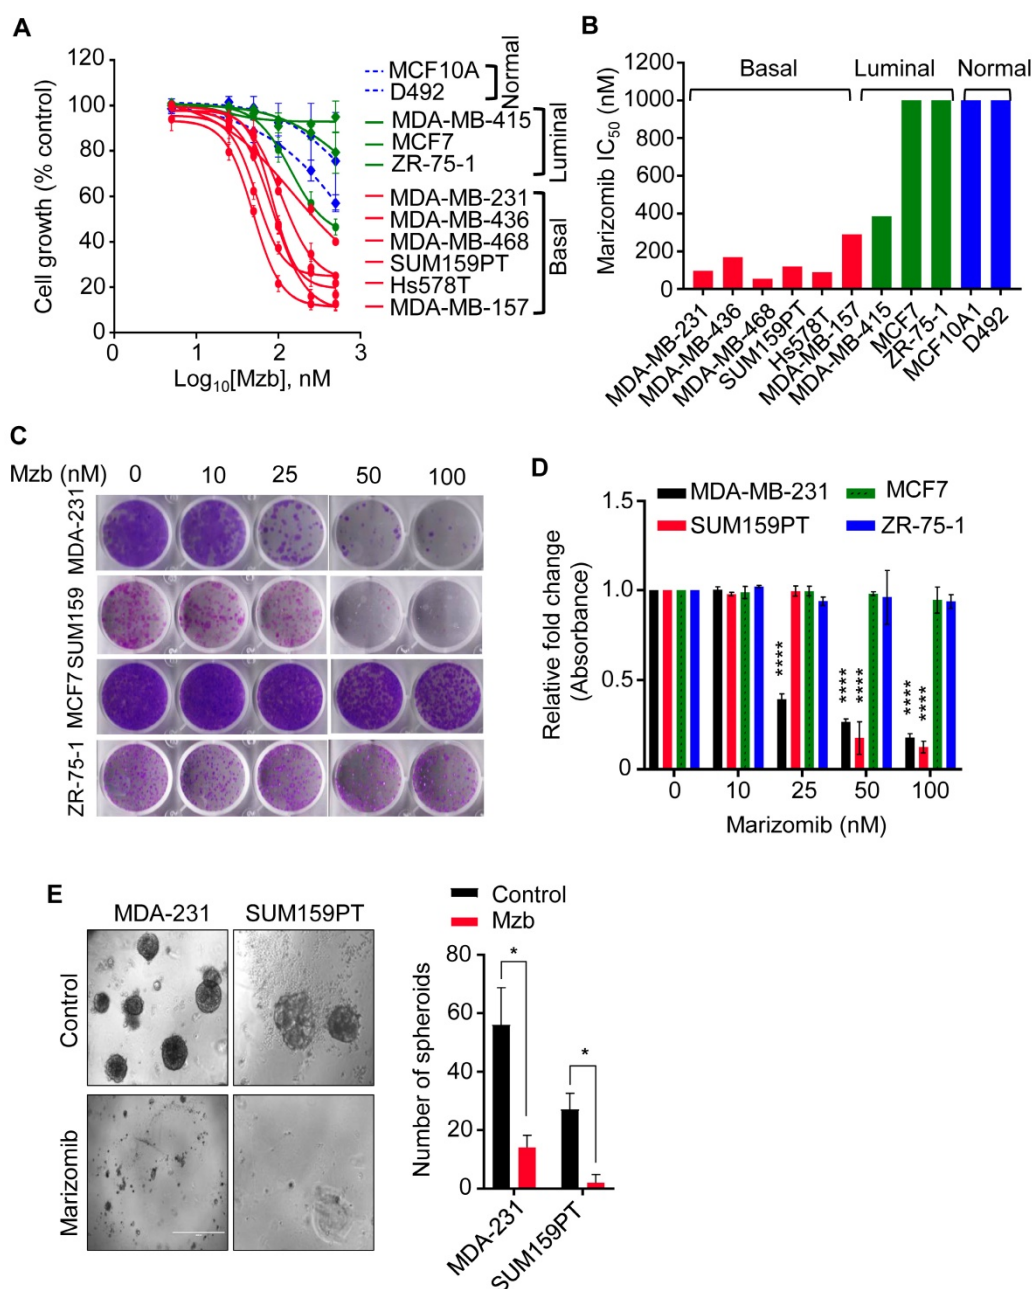 A
120
100
80
60
40
20
0
0
1
2
3
Cell growth (% control)
Log10[Mzb], nM
MCF10A
D492
Normal
MDA-MB-415
MCF7
ZR-75-1
Luminal
MDA-MB-231
MDA-MB-436
MDA-MB-468
SUM159PT
Hs578T
MDA-MB-157
Basal
B
Basal
Luminal
Normal
Marizomib IC50 (nM)
1200
1000
800
600
400
200
0
MDA-MB-231
MDA-MB-436
MDA-MB-468
SUM159PT
Hs578T
MDA-MB-157
MDA-MB-415
MCF7
ZR-75-1
MCF10A1
D492
C
Mzb (nM) 0 10 25 50 100
MDA-231
SUM159
MCF7
ZR-75-1
D
MDA-MB-231
MCF7
SUM159PT
ZR-75-1
Relative fold change
(Absorbance)
1.5
1.0
0.5
0
****
****
****
****
****
0 10 25 50 100
Marizomib (nM)
E
MDA-231 SUM159PT
Control
Marizomib
Control
Mzb
Number of spheroids
80
60
40
20
0
*
*
MDA-231
SUM159PT